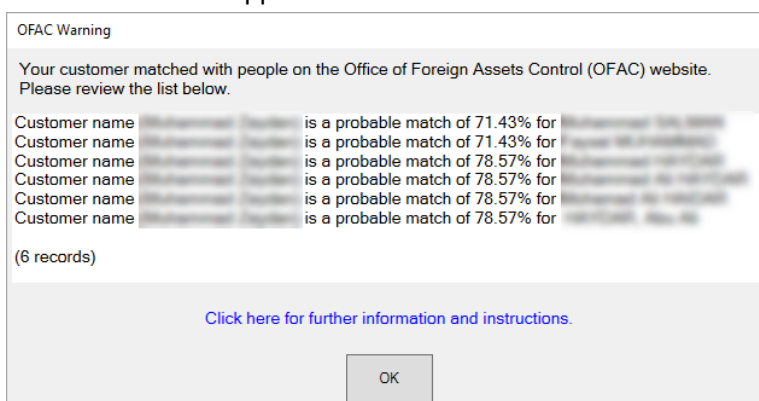 OFAC Warning
Your customer matched with people on the Office of Foreign Assets Control (OFAC) website.
Please review the list below.
Customer name is a probable match of 71.43% for
Customer name is a probable match of 71.43% for
Customer name is a probable match of 78.57% for
Customer name is a probable match of 78.57% for
Customer name is a probable match of 78.57% for
Customer name is a probable match of 78.57% for
(6 records)
Click here for further information and instructions.
OK